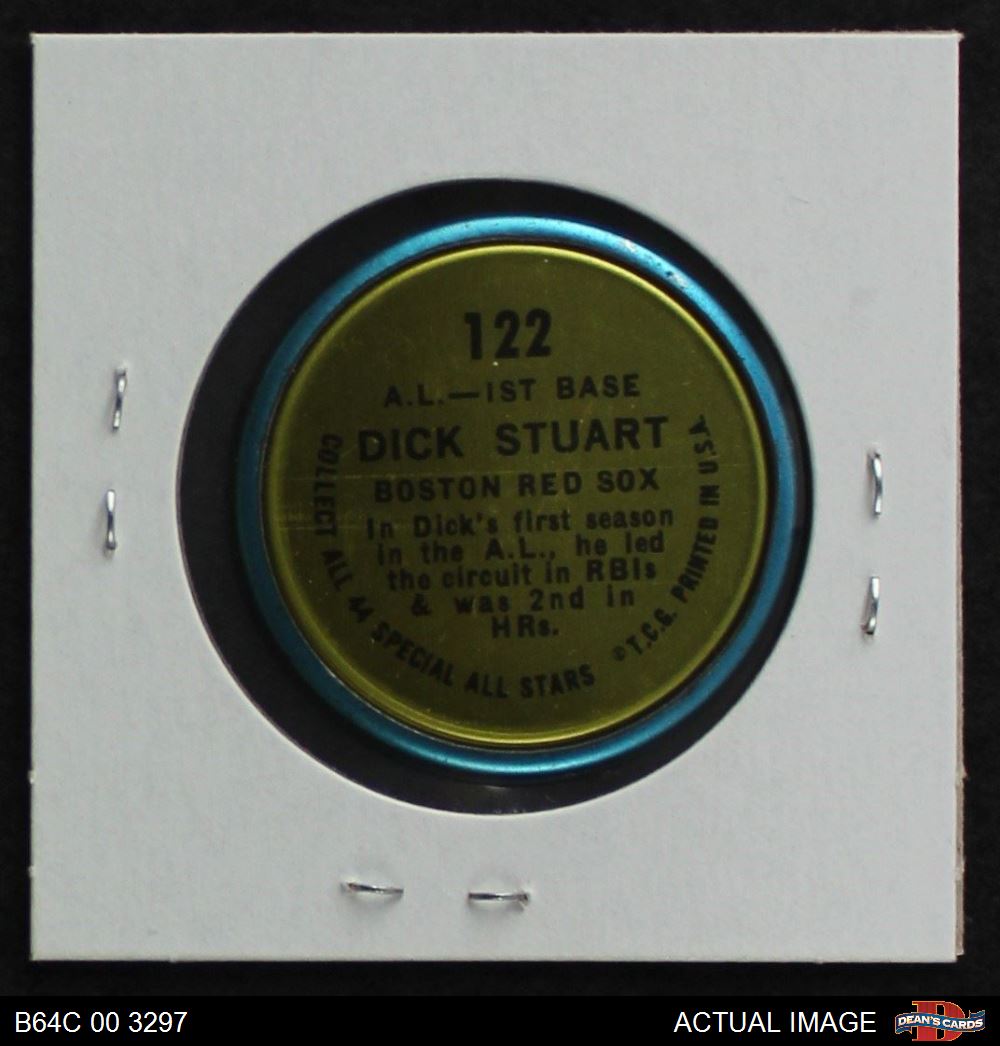 122
A.L.—1ST BASE
DICK STUART
BOSTON RED SOX
In Dick's first season
in the A.L., he led
the circuit in RBIs
& was 2nd in
HRs.
COLLECT ALL 44 SPECIAL ALL STARS ©T.C.G. PRINTED IN USA
B64C 00 3297
ACTUAL IMAGE
DEAN'S CARDS